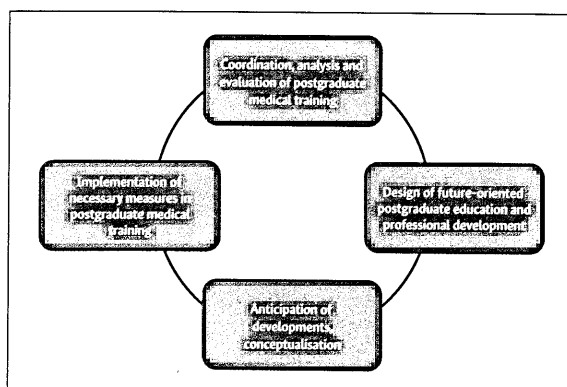 Coordination, analysis and
evaluation of postgraduate
medical training
Implementation of
necessary measures in
postgraduate medical
training
Design of future-oriented
postgraduate education and
professional development
Anticipation of
developments,
conceptualisation